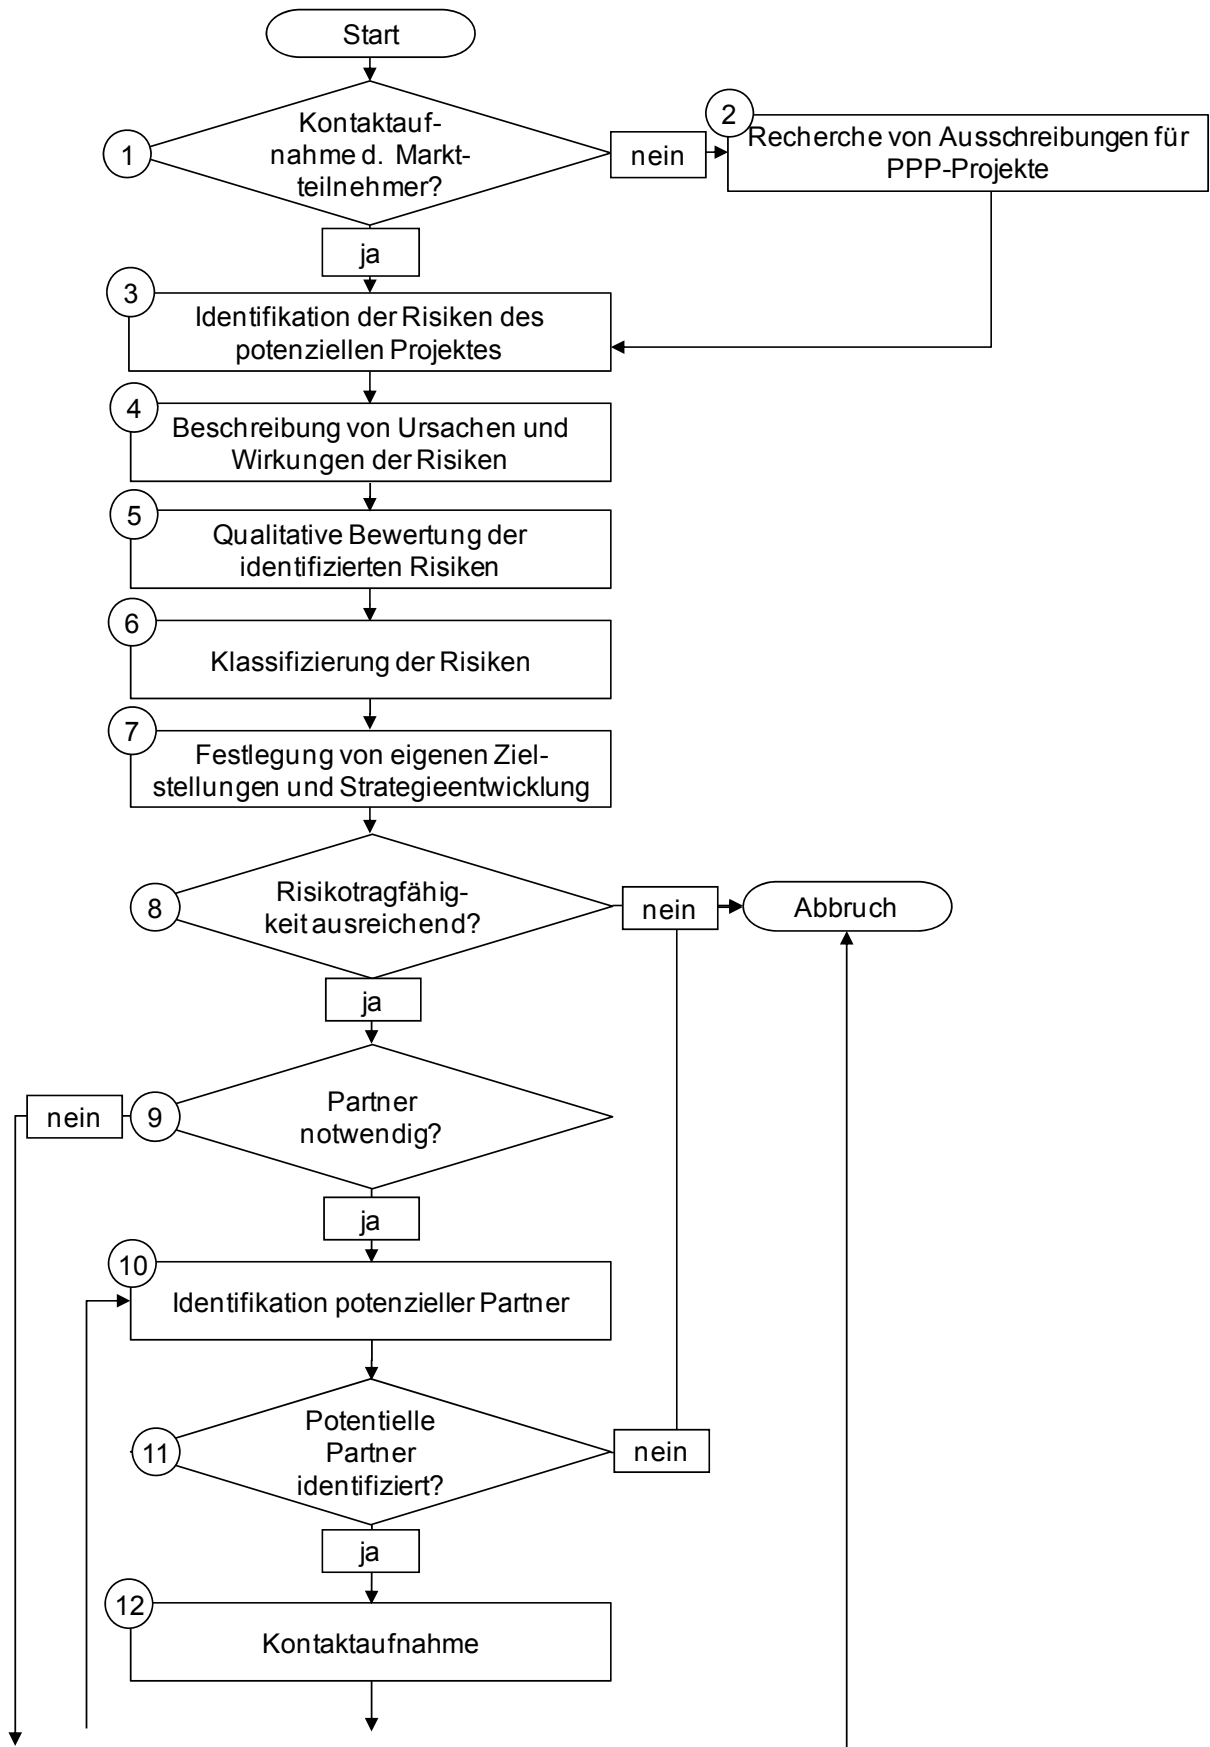 Start
1
Kontaktauf-
nahme d. Markt-
teilnehmer?
nein
2
Recherche von Ausschreibungen für
PPP-Projekte
ja
3
Identifikation der Risiken des
potenziellen Projektes
4
Beschreibung von Ursachen und
Wirkungen der Risiken
5
Qualitative Bewertung der
identifizierten Risiken
6
Klassifizierung der Risiken
7
Festlegung von eigenen Ziel-
stellungen und Strategieentwicklung
8
Risikotragfähig-
keit ausreichend?
nein
Abbruch
ja
nein
9
Partner
notwendig?
ja
10
Identifikation potenzieller Partner
11
Potentielle
Partner
identifiziert?
nein
ja
12
Kontaktaufnahme